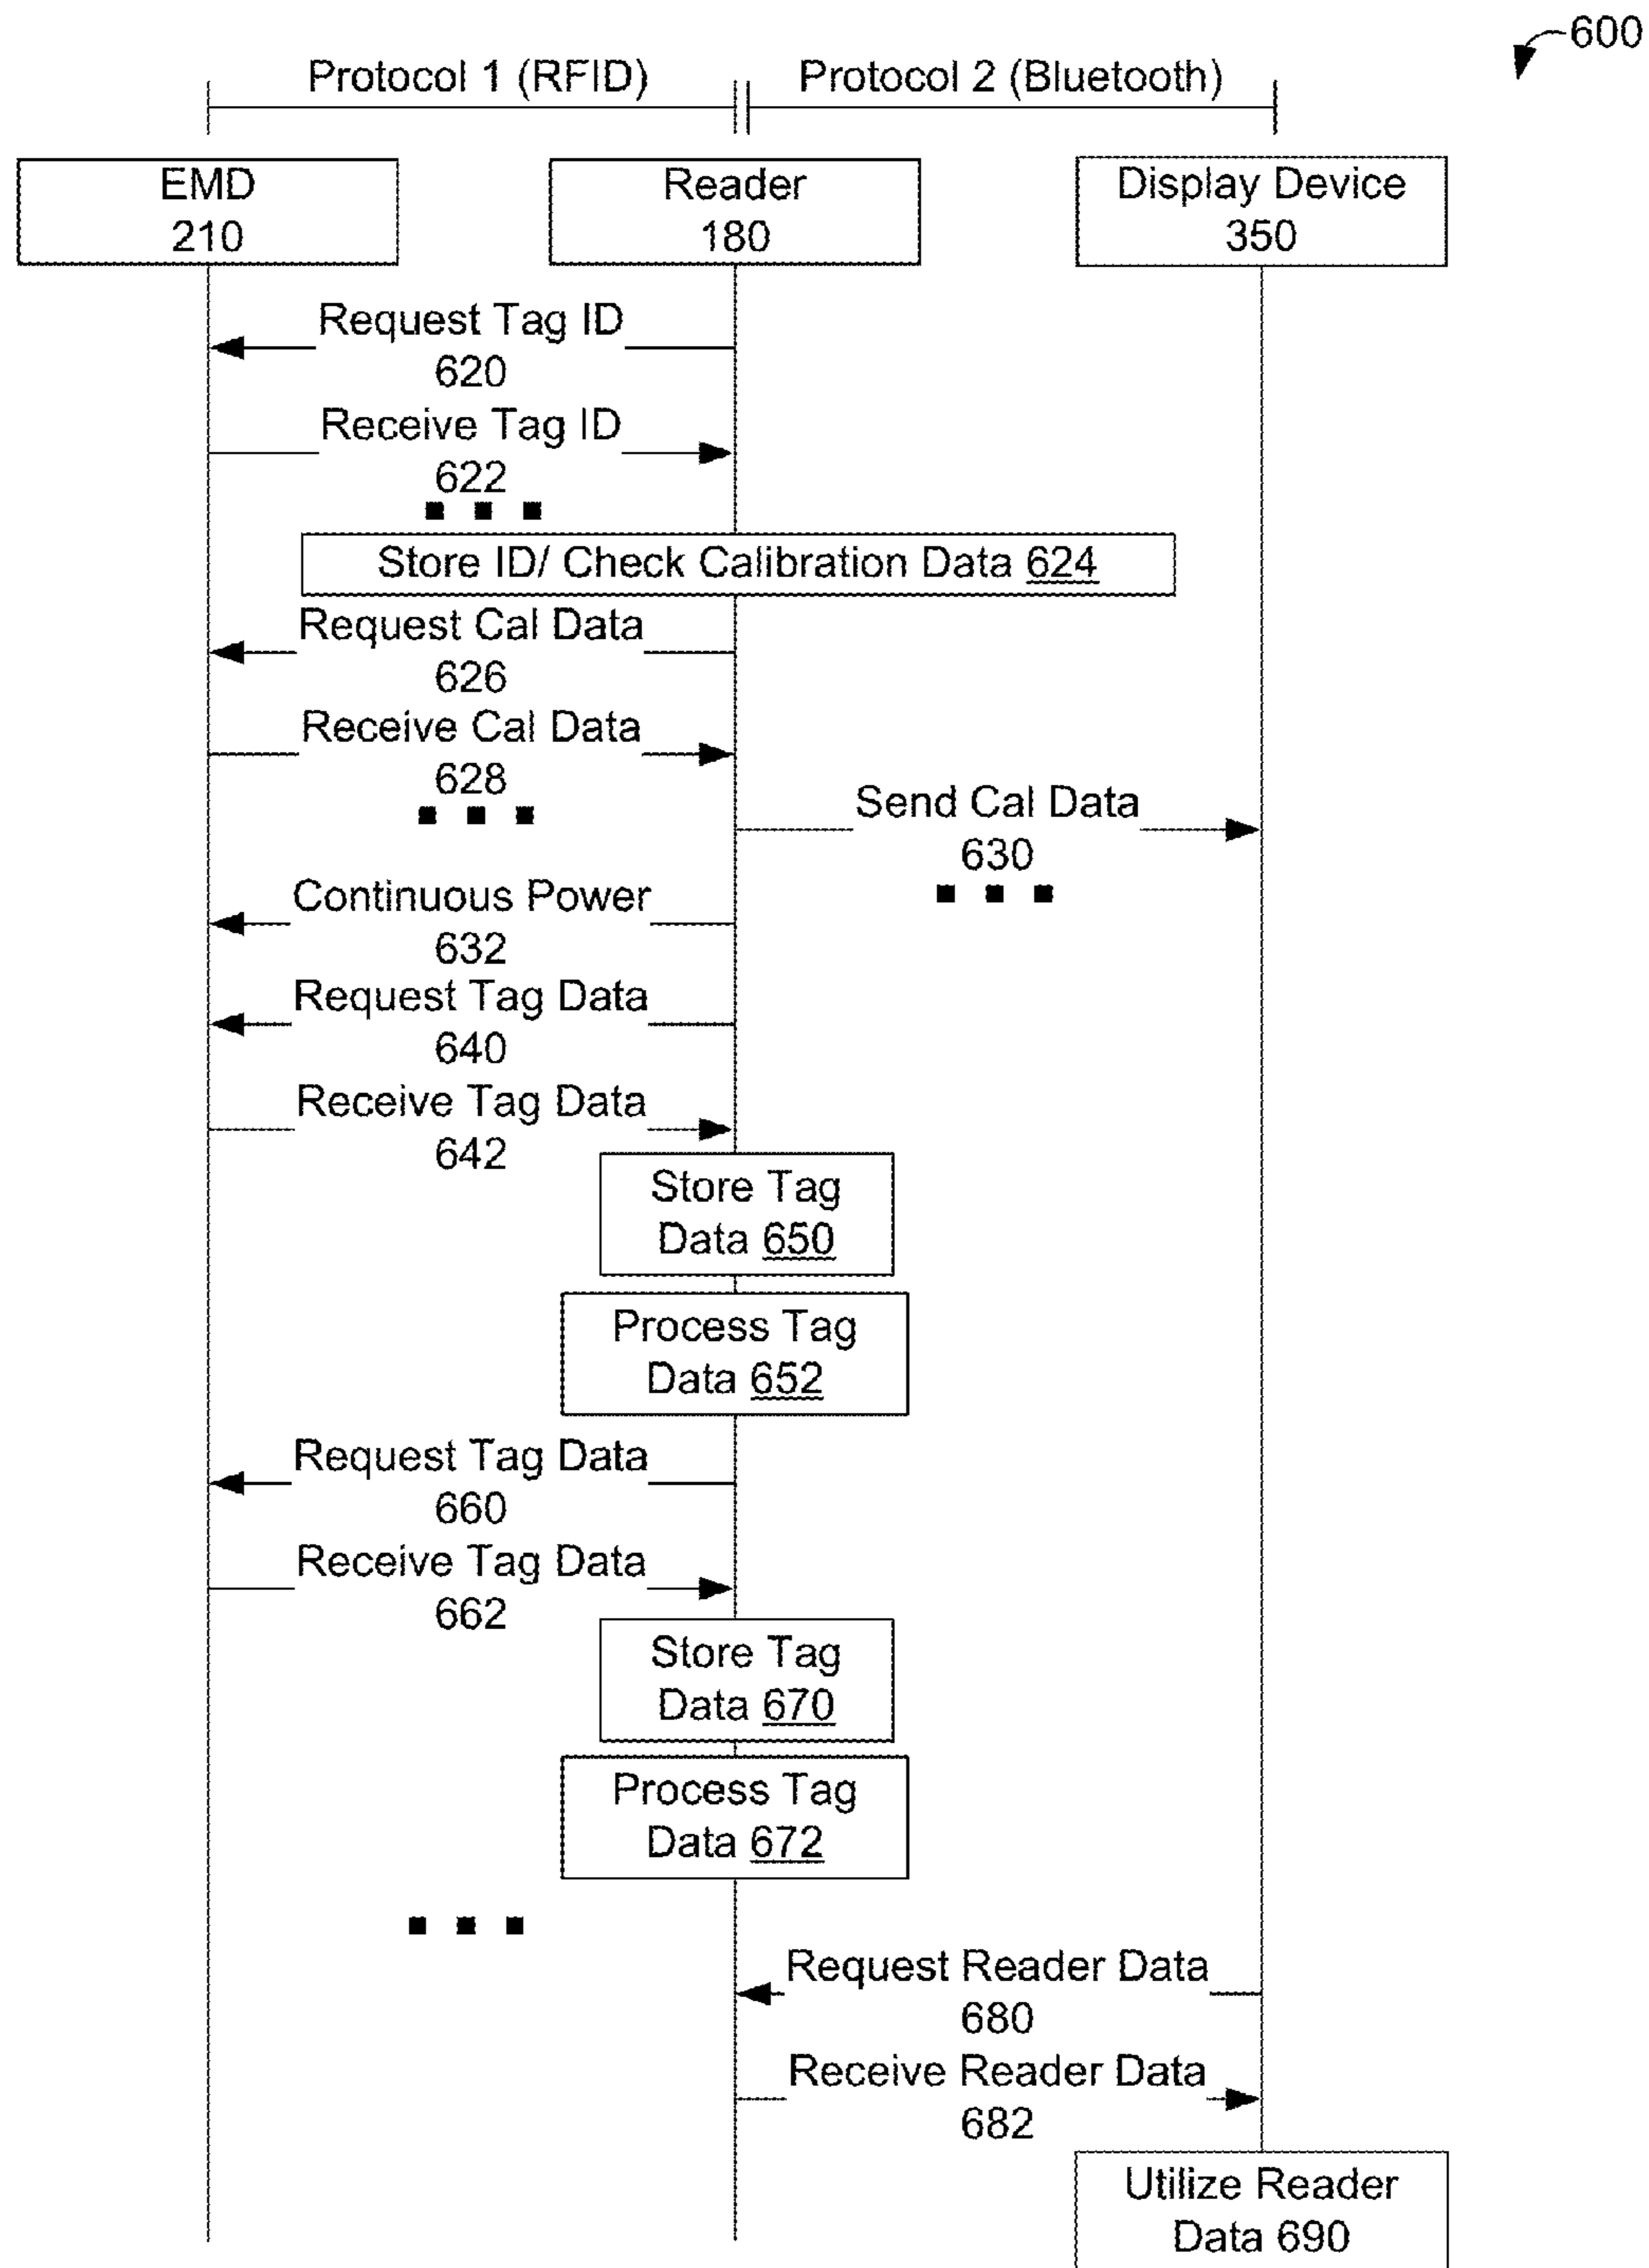 600
Protocol 1 (RFID)
Protocol 2 (Bluetooth)
EMD
210
Reader
180
Display Device
350
Request Tag ID
620
Receive Tag ID
622
Store ID/ Check Calibration Data 624
Request Cal Data
626
Receive Cal Data
628
Send Cal Data
630
Continuous Power
632
Request Tag Data
640
Receive Tag Data
642
Store Tag
Data 650
Process Tag
Data 652
Request Tag Data
660
Receive Tag Data
662
Store Tag
Data 670
Process Tag
Data 672
Request Reader Data
680
Receive Reader Data
682
Utilize Reader
Data 690